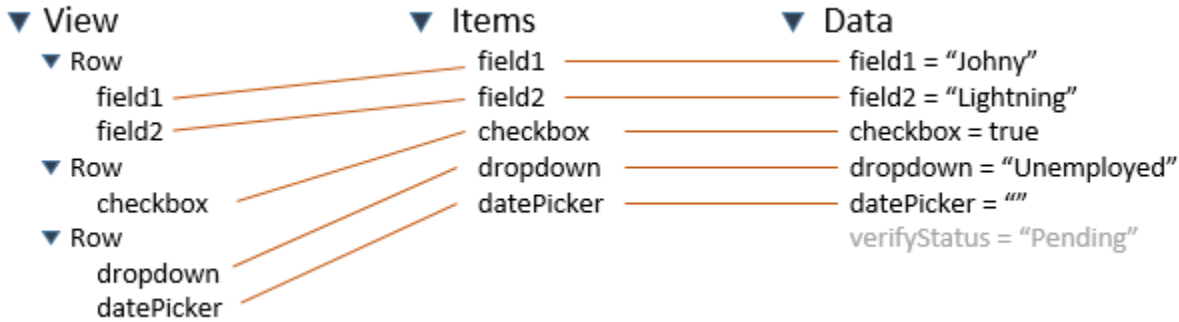 View
Row
field1
field2
Row
checkbox
Row
dropdown
datePicker
Items
field1
field2
checkbox
dropdown
datePicker
Data
field1 = “Johny”
field2 = “Lightning”
checkbox = true
dropdown = “Unemployed”
datePicker = “”
verifyStatus = “Pending”